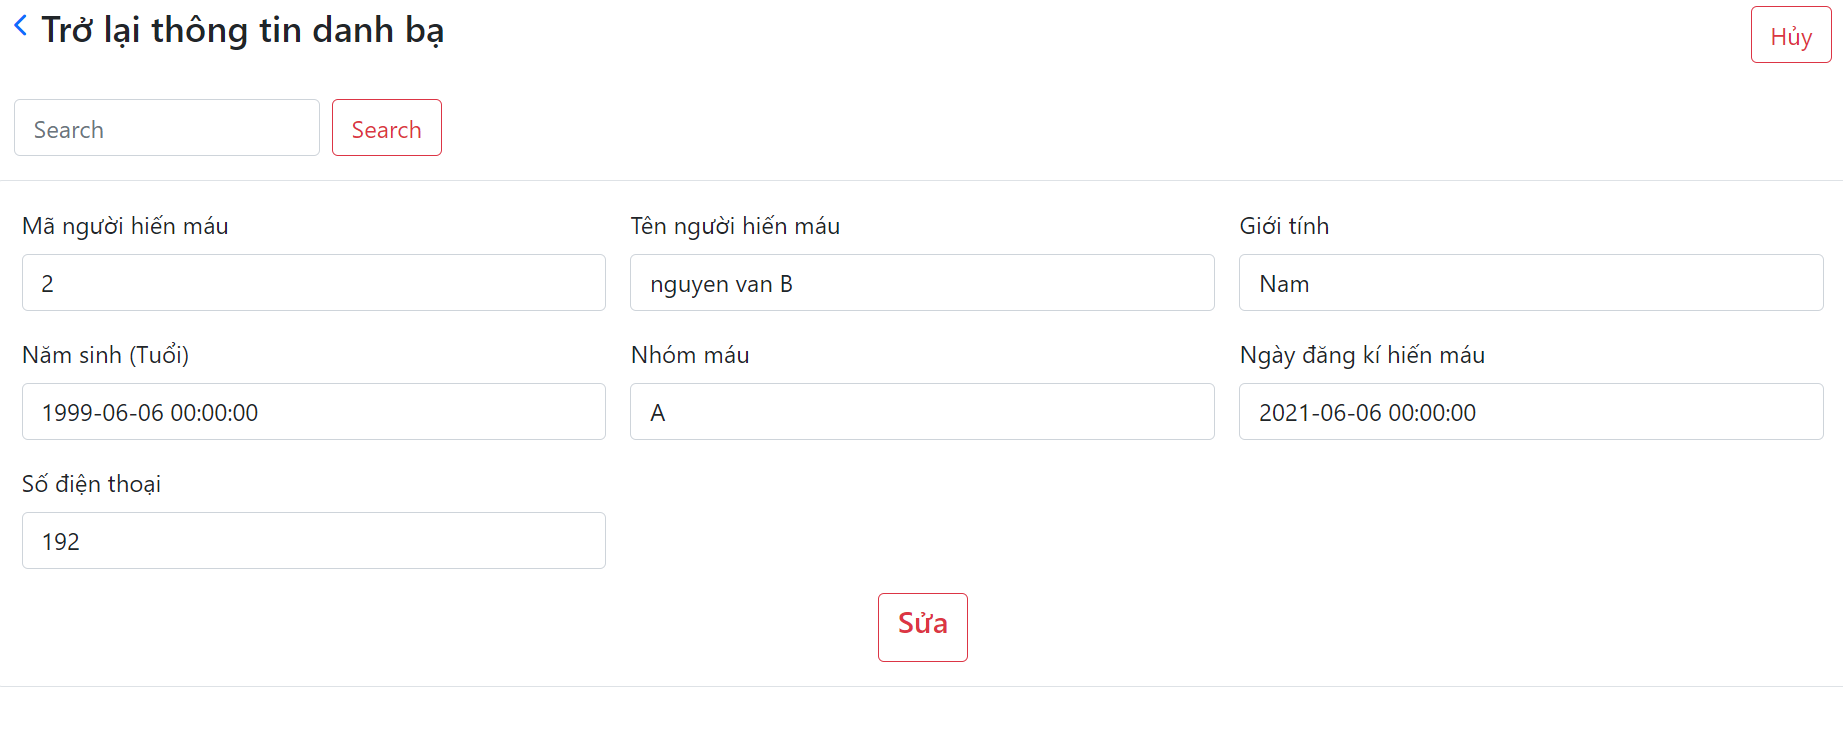 Trở lại thông tin danh bạ
Hủy
Search
Search
Mã người hiến máu
Tên người hiến máu
Giới tính
2
nguyen van B
Nam
Năm sinh (Tuổi)
Nhóm máu
Ngày đăng kí hiến máu
1999-06-06 00:00:00
A
2021-06-06 00:00:00
Số điện thoại
192
Sửa